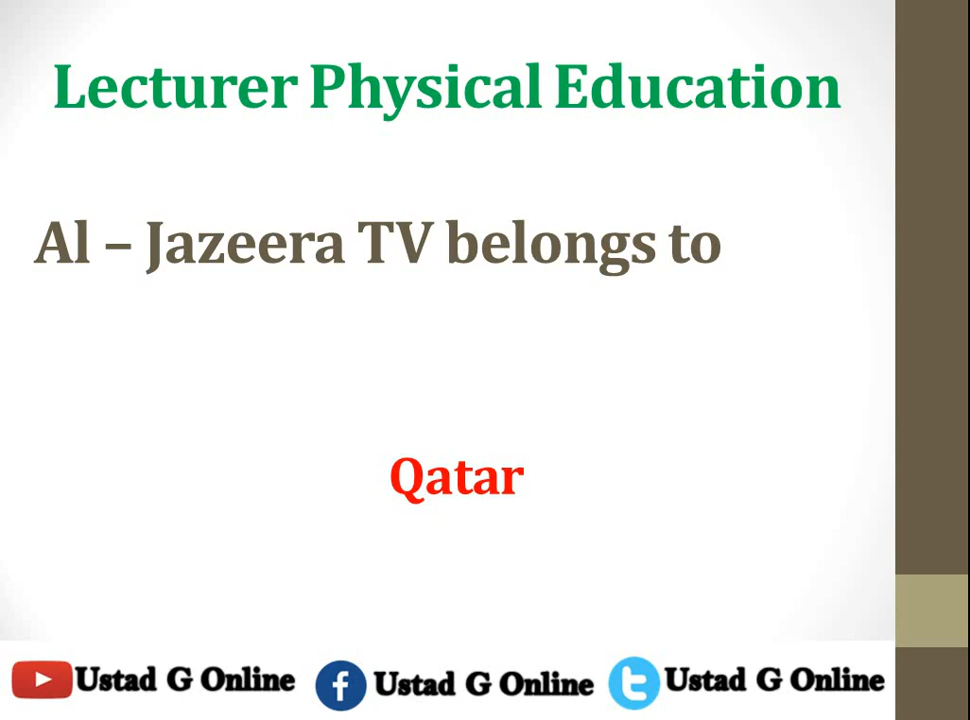 Lecturer Physical Education
Al – Jazeera TV belongs to
Qatar
Ustad G Online Ustad G Online Ustad G Online